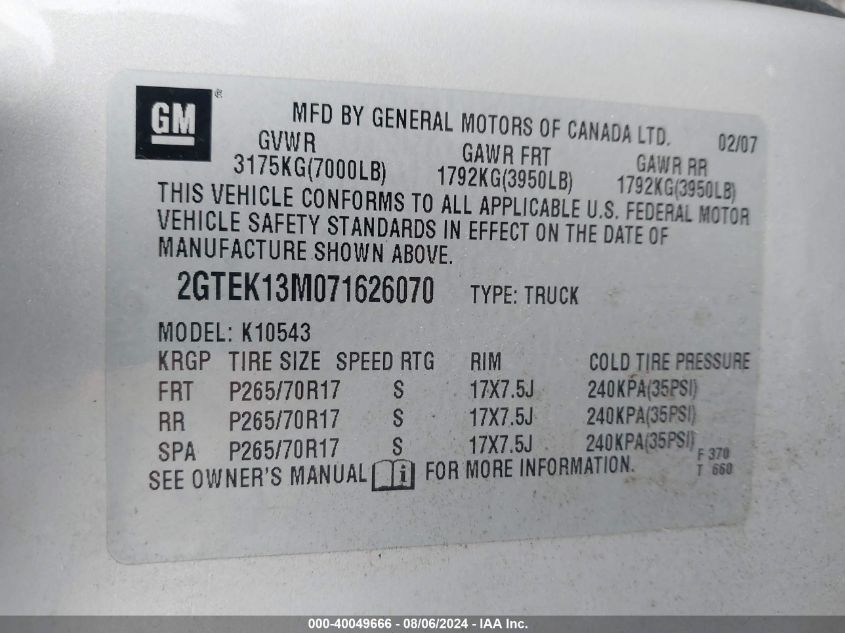 GM ®
MFD BY GENERAL MOTORS OF CANADA LTD. 02/07
GVWR GAWR FRT GAWR RR
3175KG(7000LB) 1792KG(3950LB) 1792KG(3950LB)
THIS VEHICLE CONFORMS TO ALL APPLICABLE U.S. FEDERAL MOTOR
VEHICLE SAFETY STANDARDS IN EFFECT ON THE DATE OF
MANUFACTURE SHOWN ABOVE.
2GTEK13M071626070 TYPE: TRUCK
MODEL: K10543
KRGP TIRE SIZE SPEED RTG RIM COLD TIRE PRESSURE
FRT P265/70R17 S 17X7.5J 240KPA(35PSI)
RR P265/70R17 S 17X7.5J 240KPA(35PSI)
SPA P265/70R17 S 17X7.5J 240KPA(35PSI)
F 370
T 660
SEE OWNER'S MANUAL i FOR MORE INFORMATION.
000-40049666 - 08/06/2024 - IAA Inc.